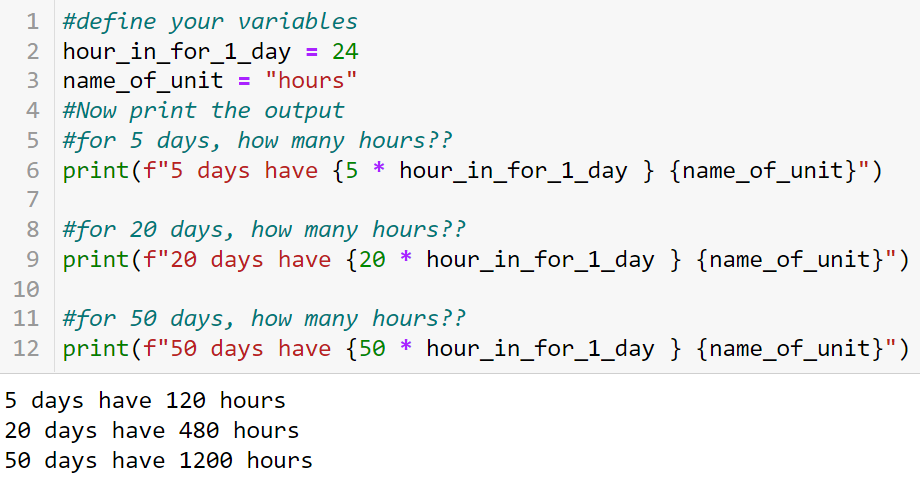 1 #define your variables
2 hour_in_for_1_day = 24
3 name_of_unit = "hours"
4 #Now print the output
5 #for 5 days, how many hours??
6 print(f"5 days have {5 * hour_in_for_1_day } {name_of_unit}")
7
8 #for 20 days, how many hours??
9 print(f"20 days have {20 * hour_in_for_1_day } {name_of_unit}")
10
11 #for 50 days, how many hours??
12 print(f"50 days have {50 * hour_in_for_1_day } {name_of_unit}")
5 days have 120 hours
20 days have 480 hours
50 days have 1200 hours